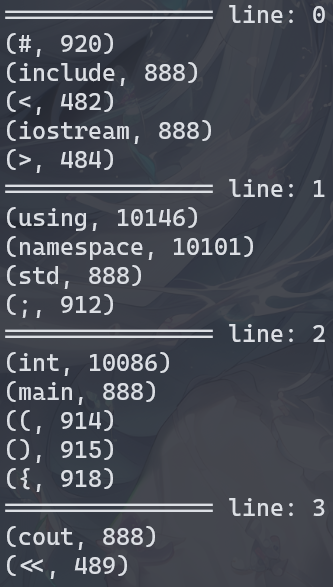 ════════════════ line: 0
(#, 920)
(include, 888)
(<, 482)
(iostream, 888)
(>, 484)
════════════════ line: 1
(using, 10146)
(namespace, 10101)
(std, 888)
(;, 912)
════════════════ line: 2
(int, 10086)
(main, 888)
((, 914)
(), 915)
({, 918)
════════════════ line: 3
(cout, 888)
(<<, 489)